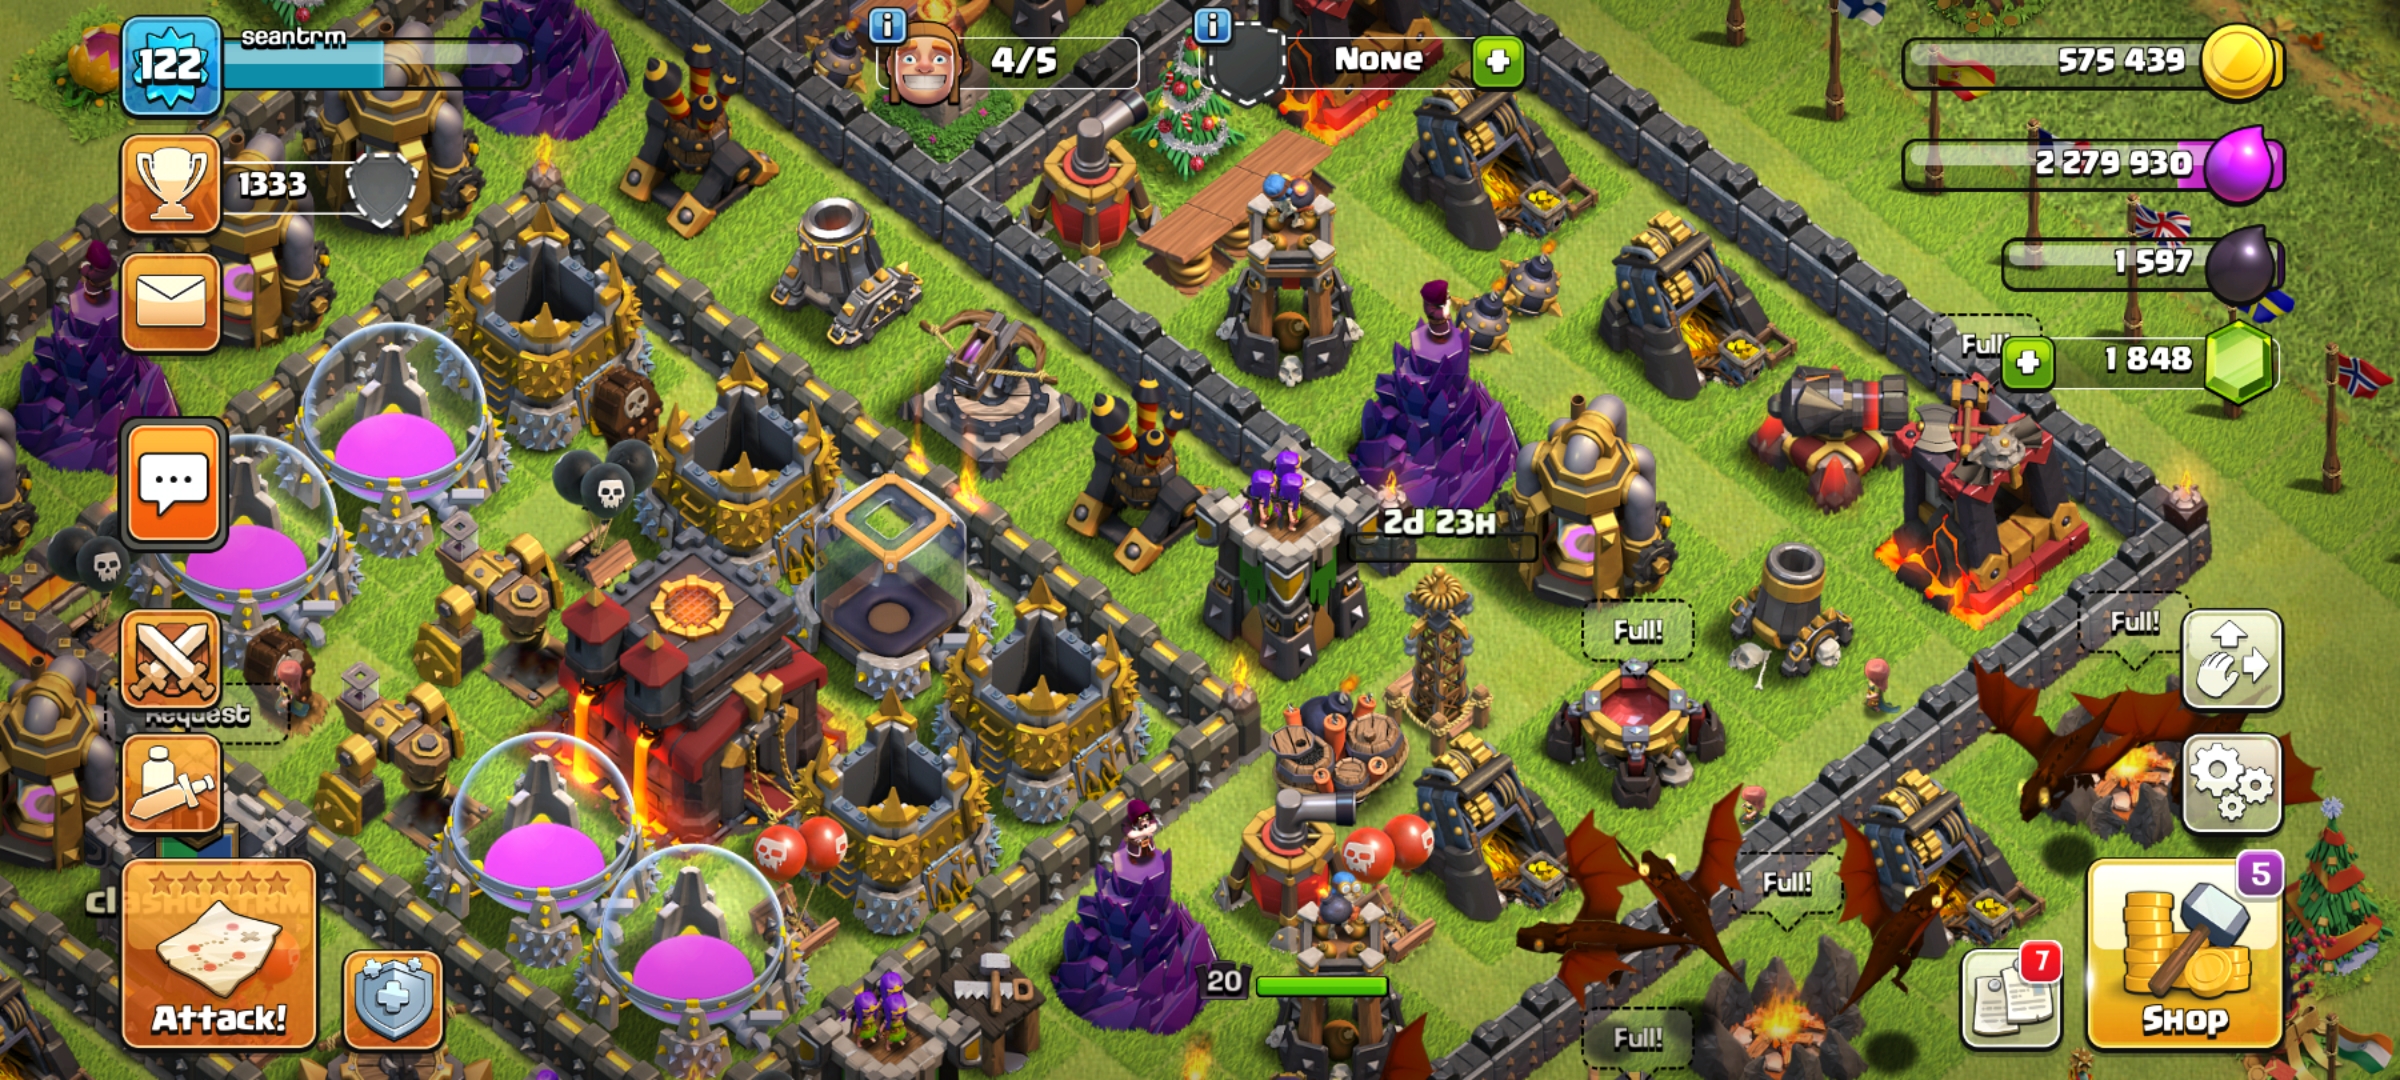 122
seantrm
4/5
None
575 439
1333
2 279 930
1 597
Full!
1 848
2d 23h
Full!
Full!
Request
Full!
5
Attack!
20
Full!
7
Shop